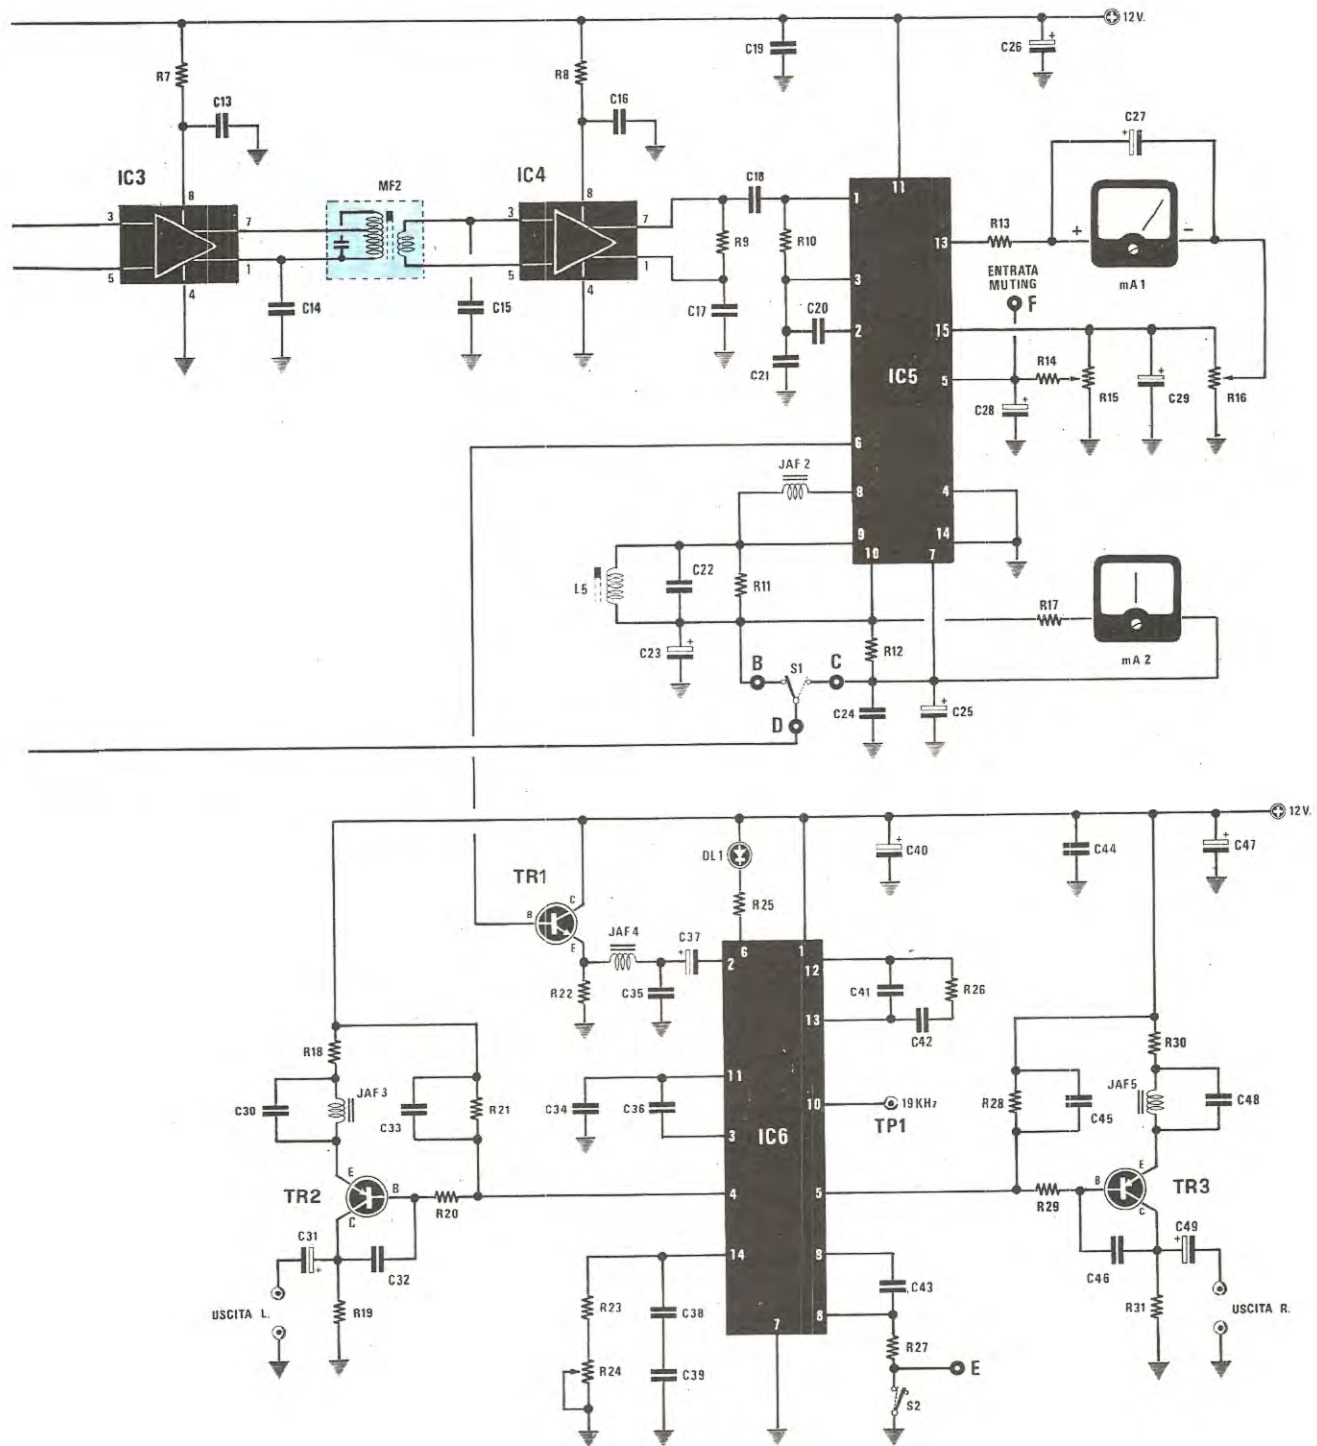 12V.
C19
C26
R7
R8
C13
C16
C27
IC3
MF2
IC4
C18
8
8
11
1
3
7
3
7
R9
R10
13
R13
+
-
mA1
ENTRATA
MUTING
F
5
1
5
1
3
4
4
C14
C15
C17
C20
2
C21
15
IC5
5
R14
R15
C29
R16
C28
6
JAF 2
8
4
9
14
10
7
L5
C22
R11
R17
mA 2
C23
R12
B
S1
C
D
C24
C25
12V.
DL1
C40
C44
C47
TR1
C
B
E
R25
JAF4
C37
6
1
2
12
R22
C35
C41
R26
13
C42
R18
R30
C30
JAF3
C33
R21
11
C34
C36
3
10
19KHz
TP1
IC6
R28
C45
JAF5
C48
E
TR2
B
C
R20
4
5
R29
E
B
C
TR3
C31
C32
14
9
C43
C46
C49
USCITA L.
R19
R23
C38
8
R31
USCITA R.
7
R27
R24
C39
E
S2